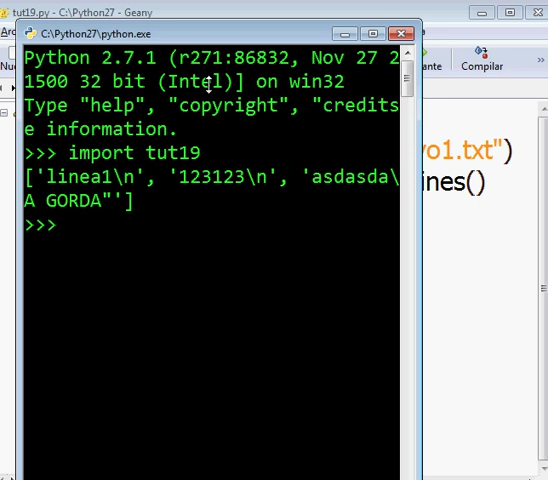 tut19.py - C:\Python27 - Geany
C:\Python27\python.exe
Python 2.7.1 (r271:86832, Nov 27 2
1500 32 bit (Intel)] on win32
Type "help", "copyright", "credits
e information.
>>> import tut19
['linea1\n', '123123\n', 'asdasda\
A GORDA"']
>>>
vo1.txt")
ines()
Compilar